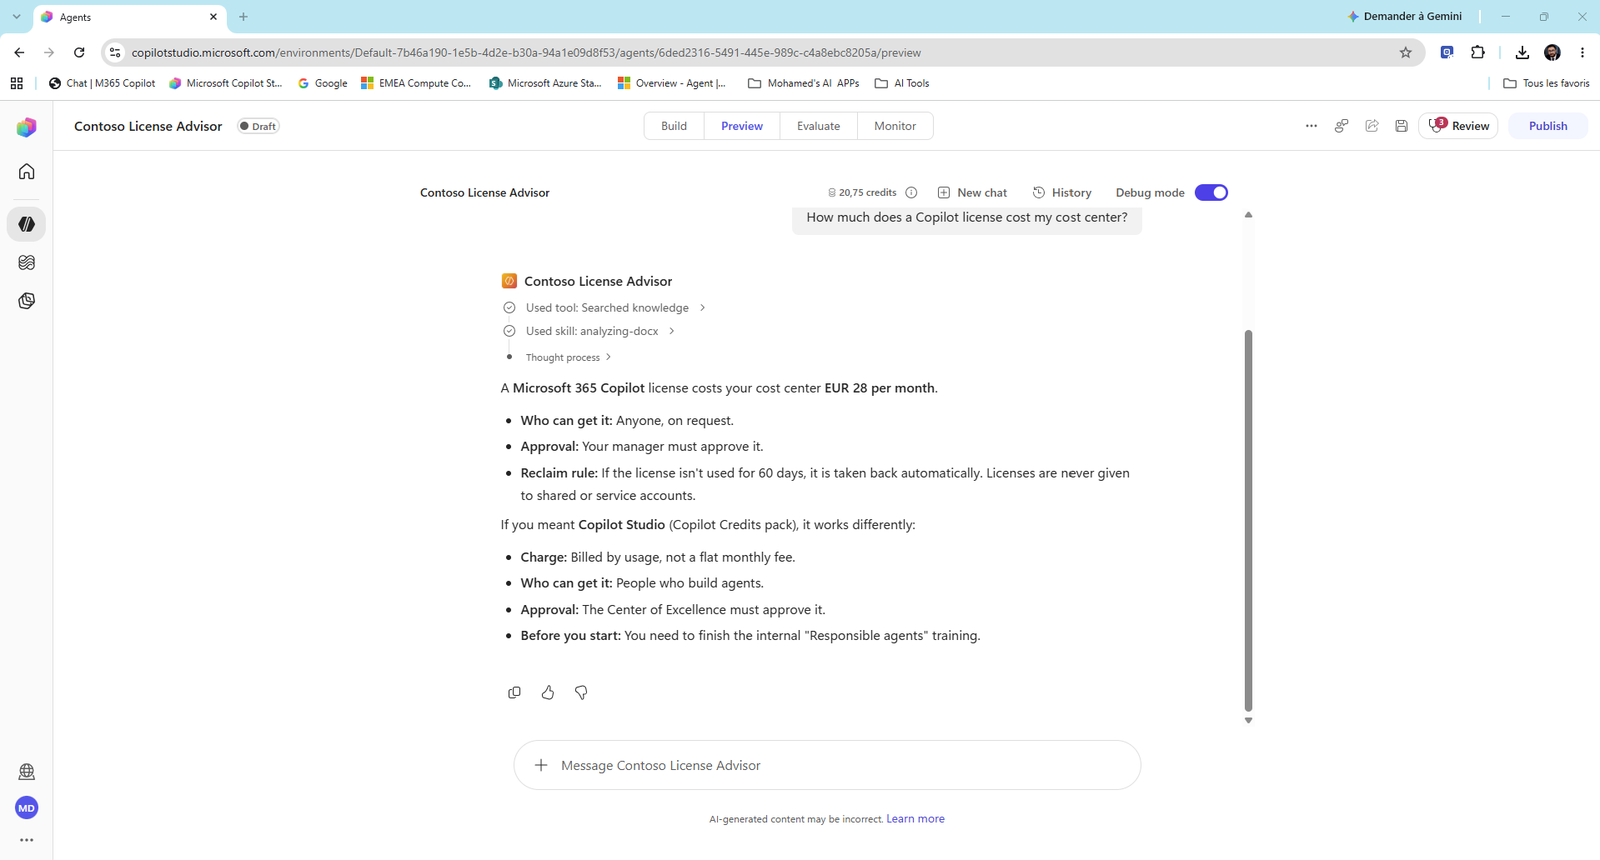 Agents
Demander à Gemini
copilotstudio.microsoft.com/environments/Default-7b46a190-1e5b-4d2e-b30a-94a1e09d8f53/agents/6ded2316-5491-445e-989c-c4a8ebc8205a/preview
Chat | M365 Copilot
Microsoft Copilot St...
Google
EMEA Compute Co...
Microsoft Azure Sta...
Overview - Agent |...
Mohamed's AI APPs
AI Tools
Tous les favoris
Contoso License Advisor
Draft
Build
Preview
Evaluate
Monitor
3
Review
Publish
Contoso License Advisor
20,75 credits
New chat
History
Debug mode
How much does a Copilot license cost my cost center?
Contoso License Advisor
Used tool: Searched knowledge
Used skill: analyzing-docx
Thought process
A Microsoft 365 Copilot license costs your cost center EUR 28 per month.
• Who can get it: Anyone, on request.
• Approval: Your manager must approve it.
• Reclaim rule: If the license isn't used for 60 days, it is taken back automatically. Licenses are never given
to shared or service accounts.
If you meant Copilot Studio (Copilot Credits pack), it works differently:
• Charge: Billed by usage, not a flat monthly fee.
• Who can get it: People who build agents.
• Approval: The Center of Excellence must approve it.
• Before you start: You need to finish the internal "Responsible agents" training.
Message Contoso License Advisor
MD
AI-generated content may be incorrect. Learn more